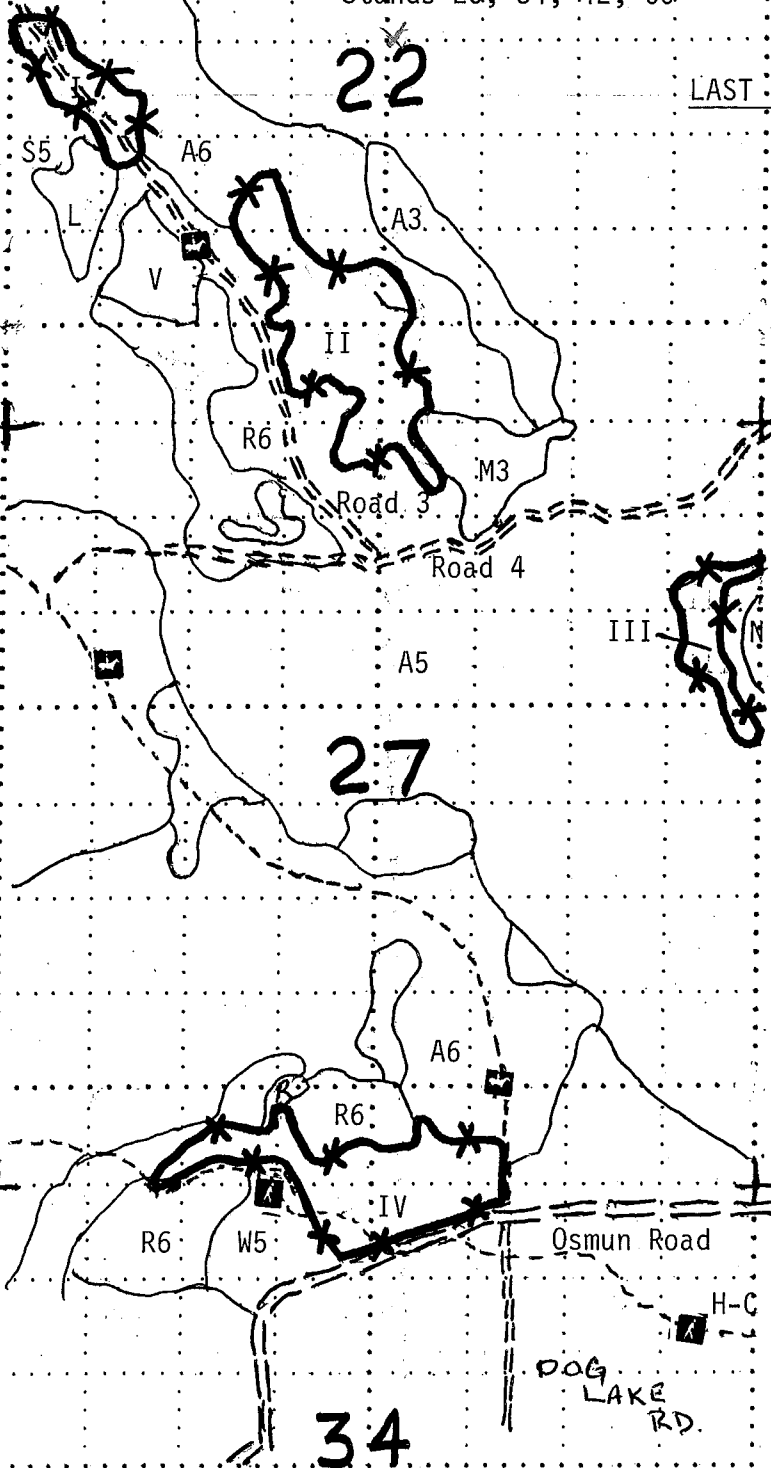 22
LAST
I
S5
A6
L
A3
V
II
R6
M3
Road 3
Road 4
III
N
A5
27
A6
R
R6
IV
R6
W5
Osmun Road
H-C
DOG
LAKE
RD.
34